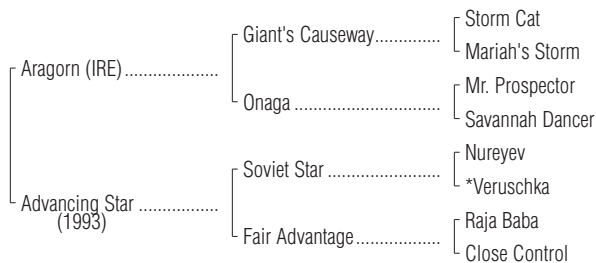 Storm Cat
Giant's Causeway..............
Mariah's Storm
Aragorn (IRE) ....................
Mr. Prospector
Onaga ...............................
Savannah Dancer
Nureyev
Soviet Star ........................
*Veruschka
Advancing Star .................
(1993)
Raja Baba
Fair Advantage..................
Close Control